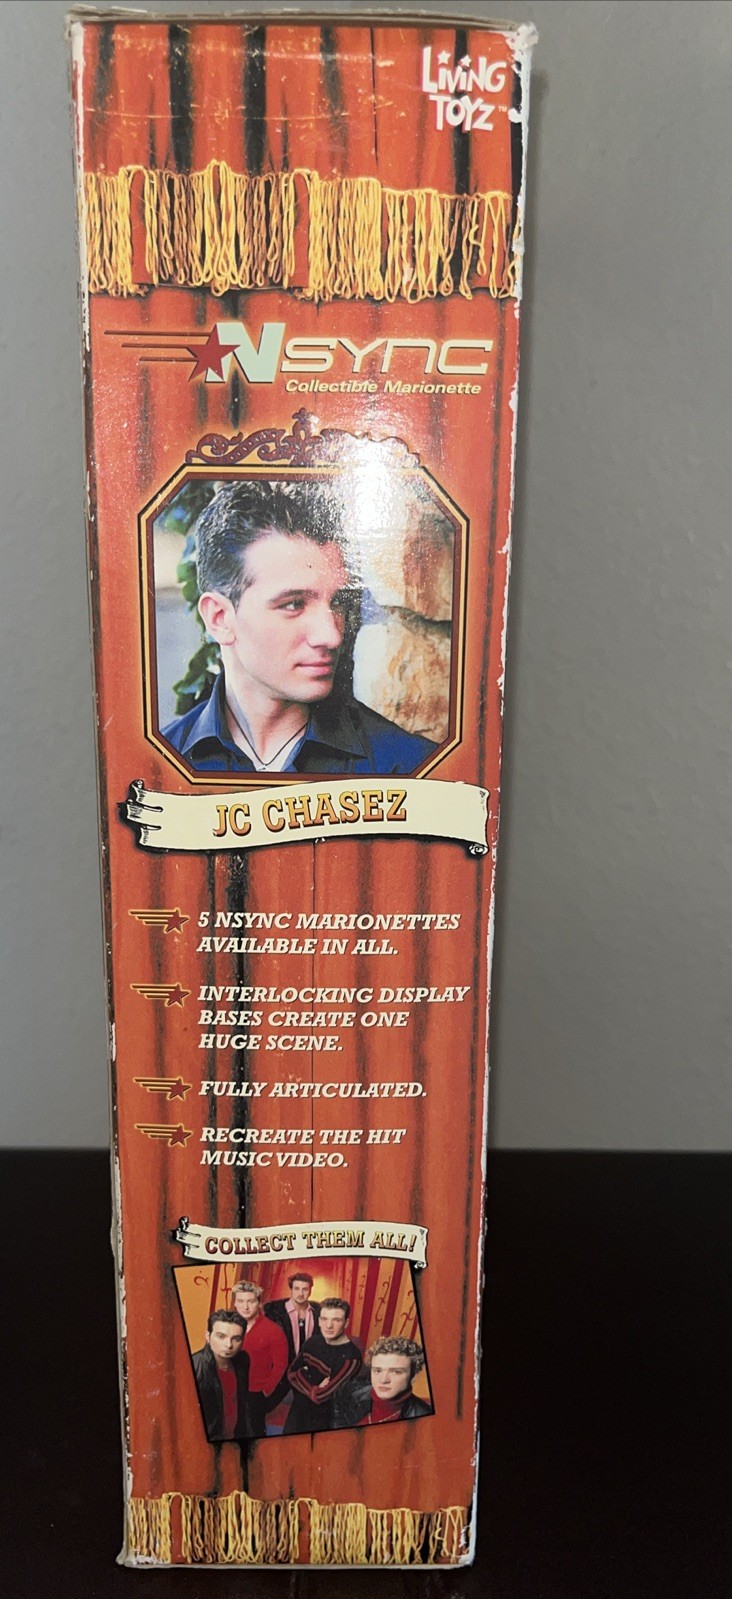 LiViNG
TOYZ™
NSYNC
Collectible Marionette
JC CHASEZ
5 NSYNC MARIONETTES
AVAILABLE IN ALL.
INTERLOCKING DISPLAY
BASES CREATE ONE
HUGE SCENE.
FULLY ARTICULATED.
RECREATE THE HIT
MUSIC VIDEO.
COLLECT THEM ALL!